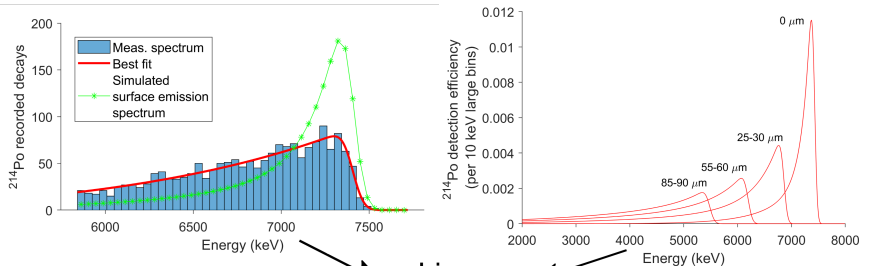 200
150
100
50
0
6000
6500
7000
7500
Energy (keV)
²¹⁴Po recorded decays
Meas. spectrum
Best fit
Simulated
surface emission
spectrum
0.012
0.01
0.008
0.006
0.004
0.002
0
2000
3000
4000
5000
6000
7000
8000
Energy (keV)
²¹⁴Po detection efficiency
(per 10 keV large bins)
0 μm
25-30 μm
55-60 μm
85-90 μm